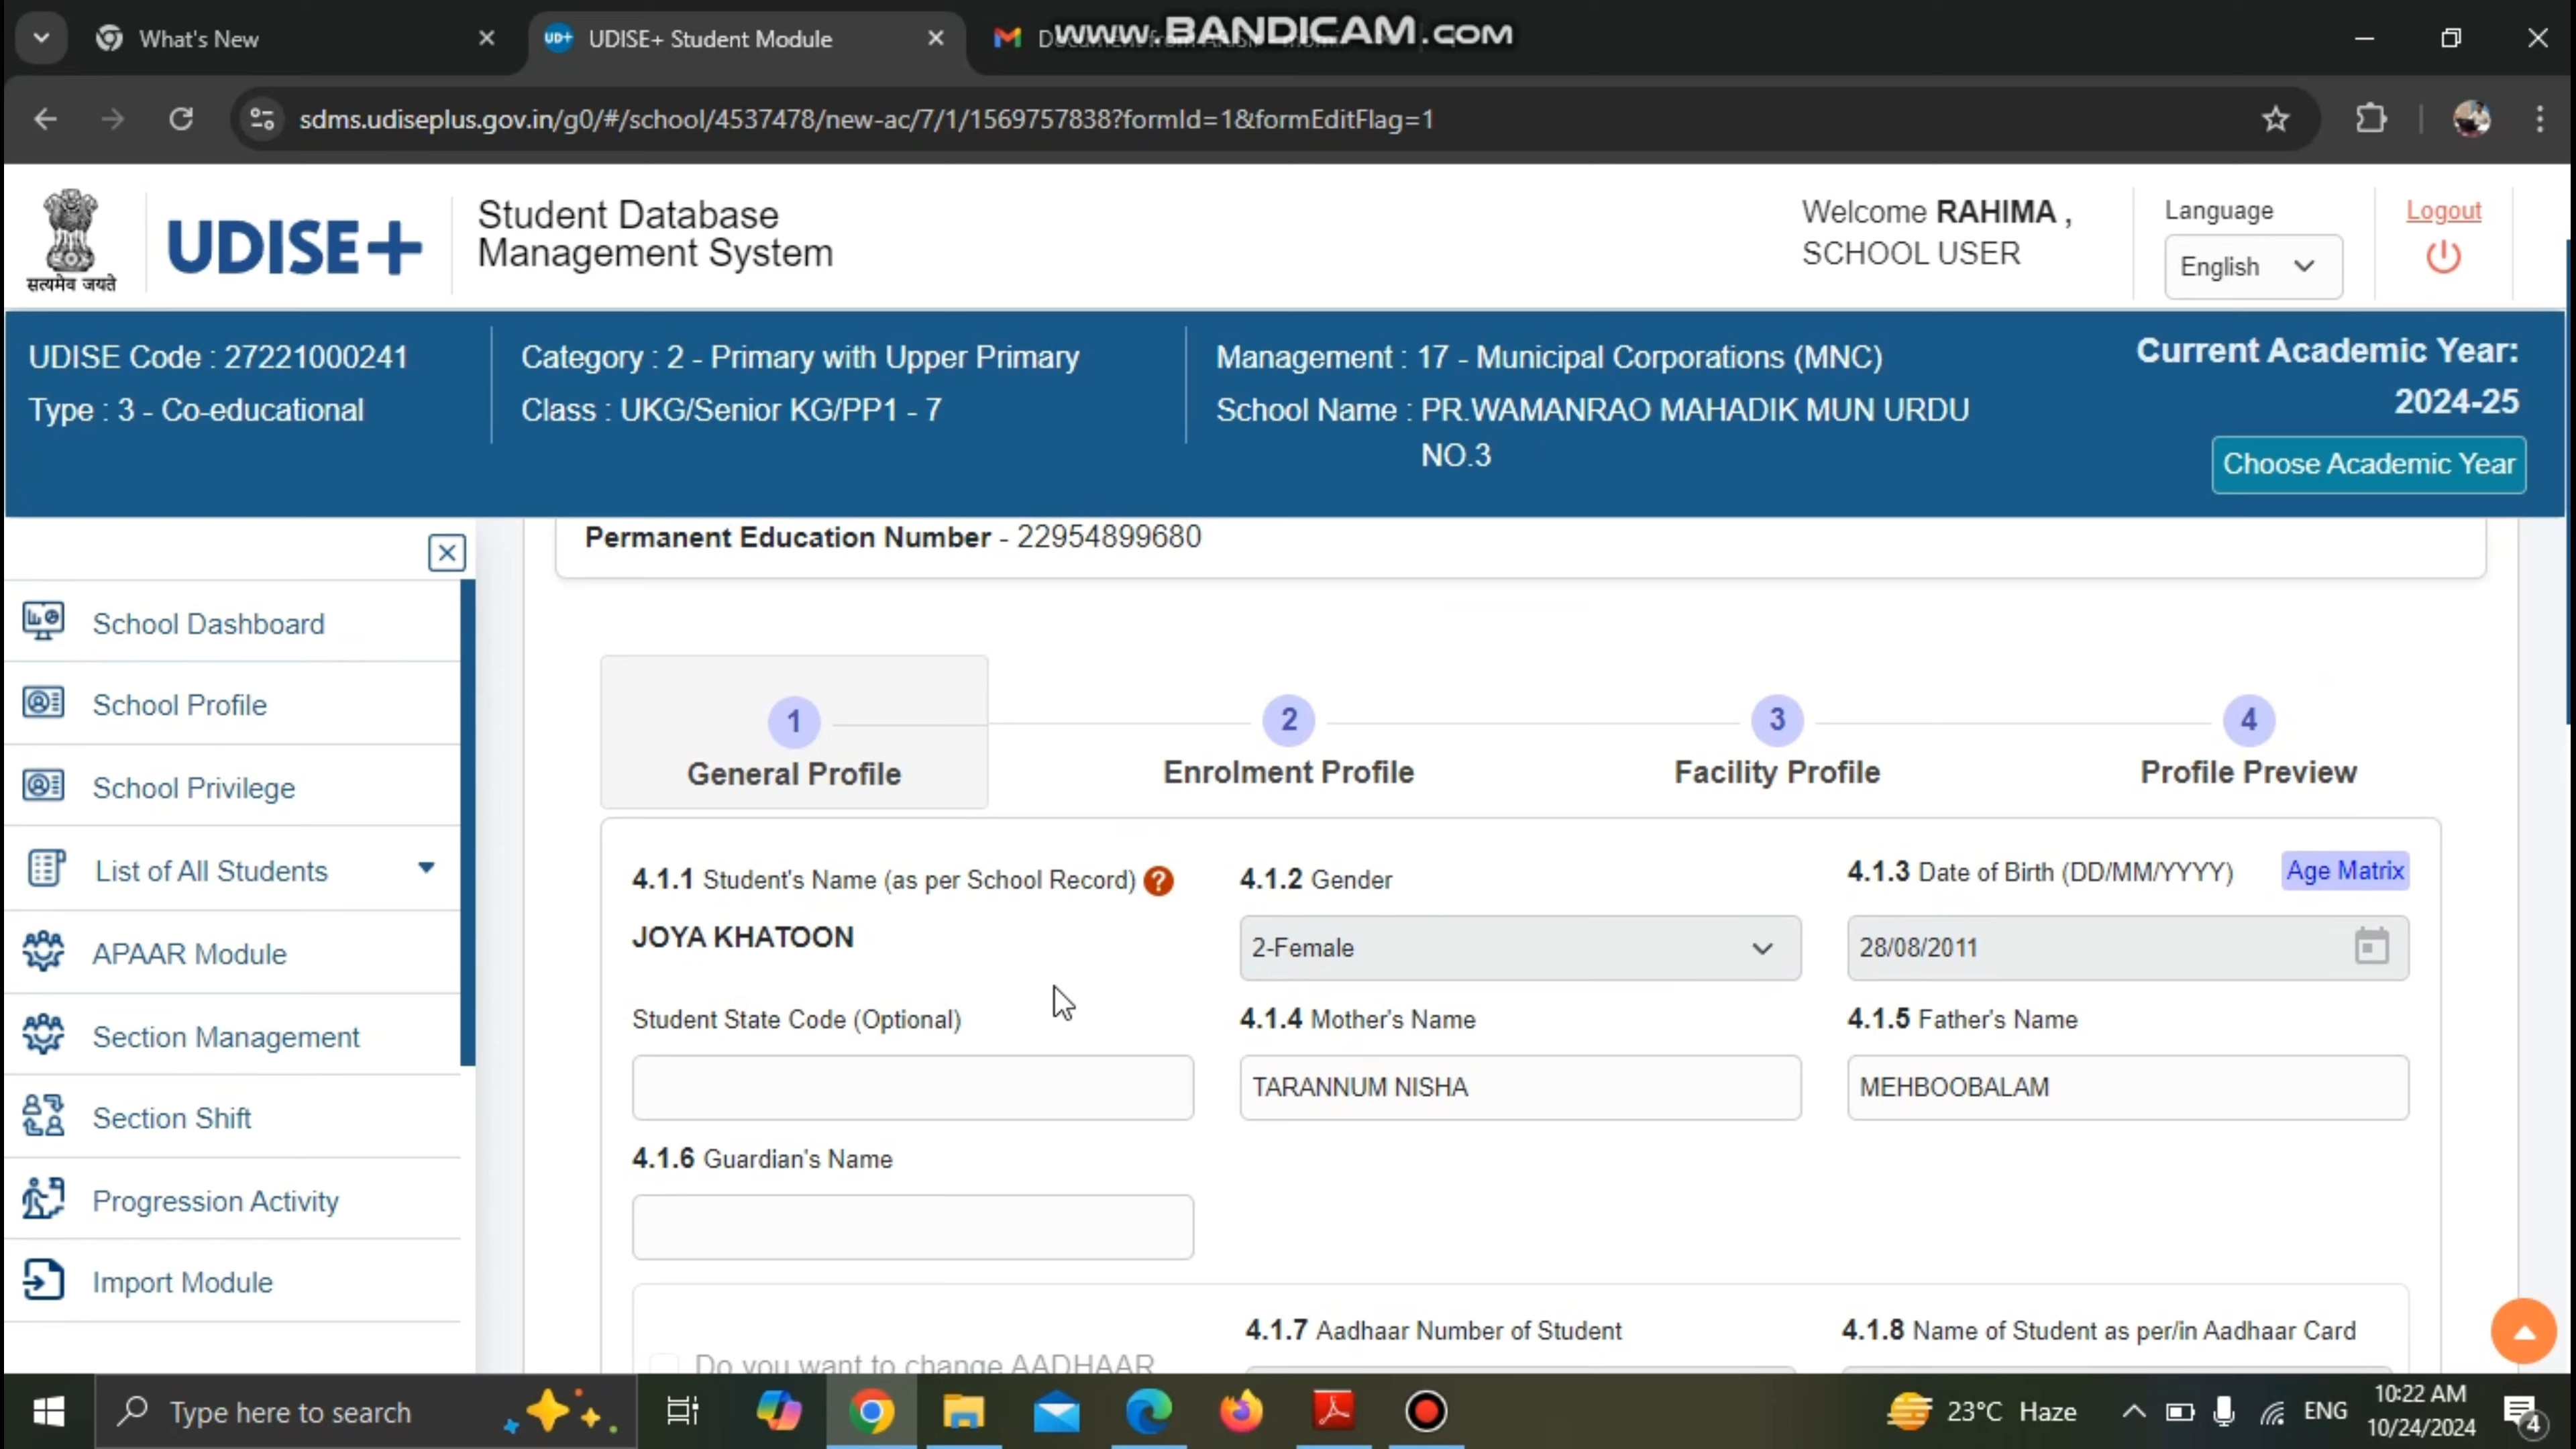 What's New
UDISE+ Student Module
www.BANDICAM.com
sdms.udiseplus.gov.in/g0/#/school/4537478/new-ac/7/1/1569757838?formId=1&formEditFlag=1
सत्यमेव जयते
UDISE+
Student Database
Management System
Welcome RAHIMA ,
SCHOOL USER
Language
English
Logout
UDISE Code : 27221000241
Type : 3 - Co-educational
Category : 2 - Primary with Upper Primary
Class : UKG/Senior KG/PP1 - 7
Management : 17 - Municipal Corporations (MNC)
School Name : PR.WAMANRAO MAHADIK MUN URDU
NO.3
Current Academic Year:
2024-25
Choose Academic Year
School Dashboard
School Profile
School Privilege
List of All Students
APAAR Module
Section Management
Section Shift
Progression Activity
Import Module
Permanent Education Number - 22954899680
1
General Profile
2
Enrolment Profile
3
Facility Profile
4
Profile Preview
4.1.1 Student's Name (as per School Record) ?
JOYA KHATOON
4.1.2 Gender
2-Female
4.1.3 Date of Birth (DD/MM/YYYY)
Age Matrix
28/08/2011
Student State Code (Optional)
4.1.4 Mother's Name
TARANNUM NISHA
4.1.5 Father's Name
MEHBOOBALAM
4.1.6 Guardian's Name
Do you want to change AADHAAR
4.1.7 Aadhaar Number of Student
4.1.8 Name of Student as per/in Aadhaar Card
Type here to search
23°C Haze
ENG
10:22 AM
10/24/2024
4